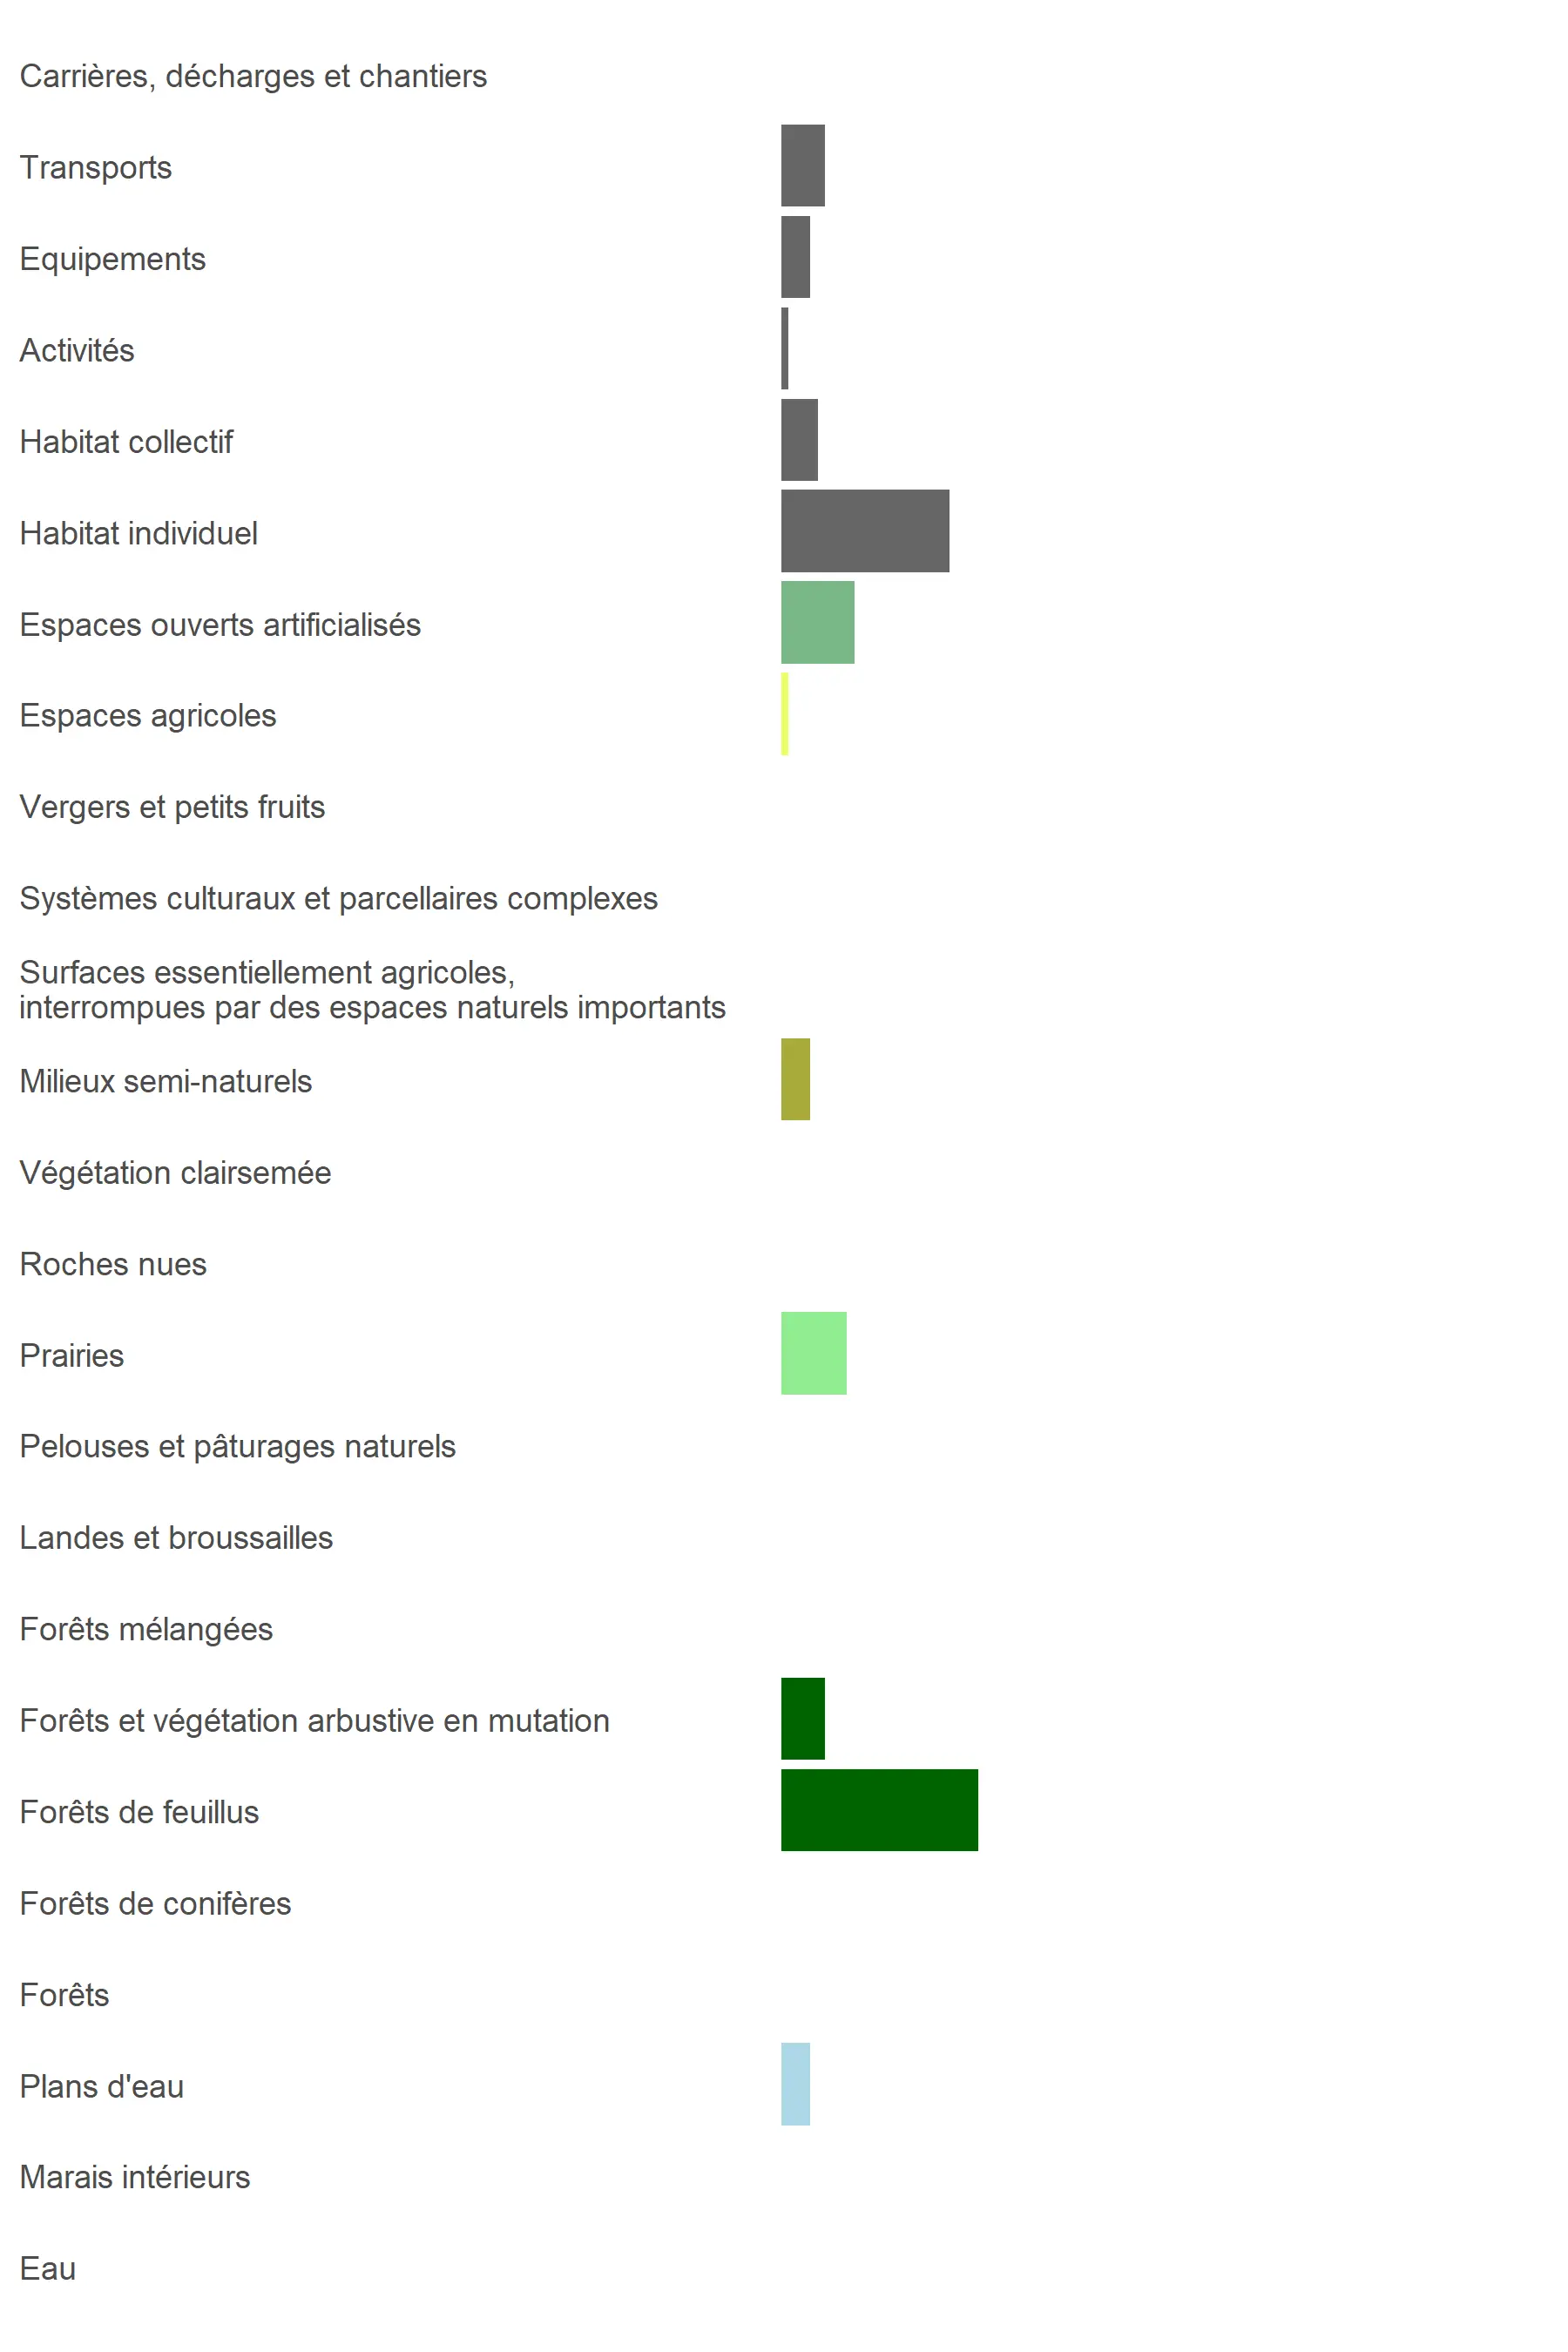 Carrières, décharges et chantiers
Transports
Equipements
Activités
Habitat collectif
Habitat individuel
Espaces ouverts artificialisés
Espaces agricoles
Vergers et petits fruits
Systèmes culturaux et parcellaires complexes
Surfaces essentiellement agricoles,
interrompues par des espaces naturels importants
Milieux semi-naturels
Végétation clairsemée
Roches nues
Prairies
Pelouses et pâturages naturels
Landes et broussailles
Forêts mélangées
Forêts et végétation arbustive en mutation
Forêts de feuillus
Forêts de conifères
Forêts
Plans d'eau
Marais intérieurs
Eau